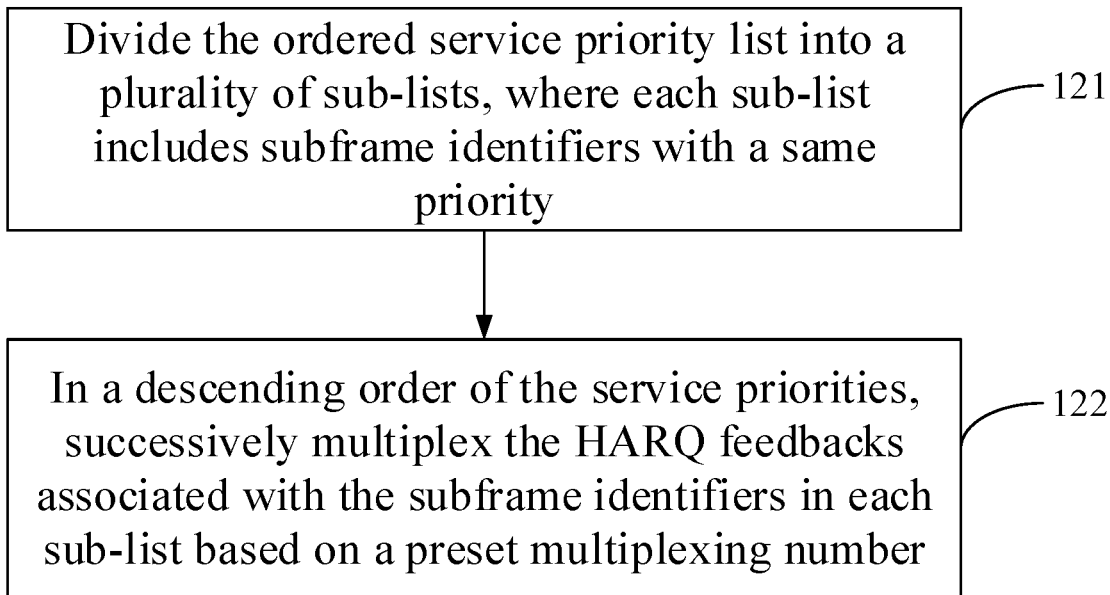 Divide the ordered service priority list into a
plurality of sub-lists, where each sub-list
includes subframe identifiers with a same
priority
121
In a descending order of the service priorities,
successively multiplex the HARQ feedbacks
associated with the subframe identifiers in each
sub-list based on a preset multiplexing number
122